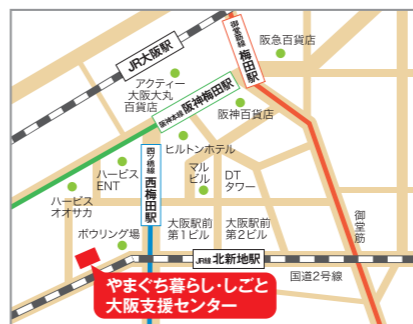 JR大阪駅
御堂筋線
梅田駅
阪急百貨店
アクティー
大阪大丸
百貨店
阪神本線 阪神梅田駅
阪神百貨店
四ツ橋線
西梅田駅
ヒルトンホテル
ハービス
ENT
マル
ビル
DT
タワー
ハービス
オオサカ
ボウリング場
大阪駅前
第1ビル
大阪駅前
第2ビル
御堂筋
JR線 北新地駅
国道2号線
やまぐち暮らし・しごと
大阪支援センター